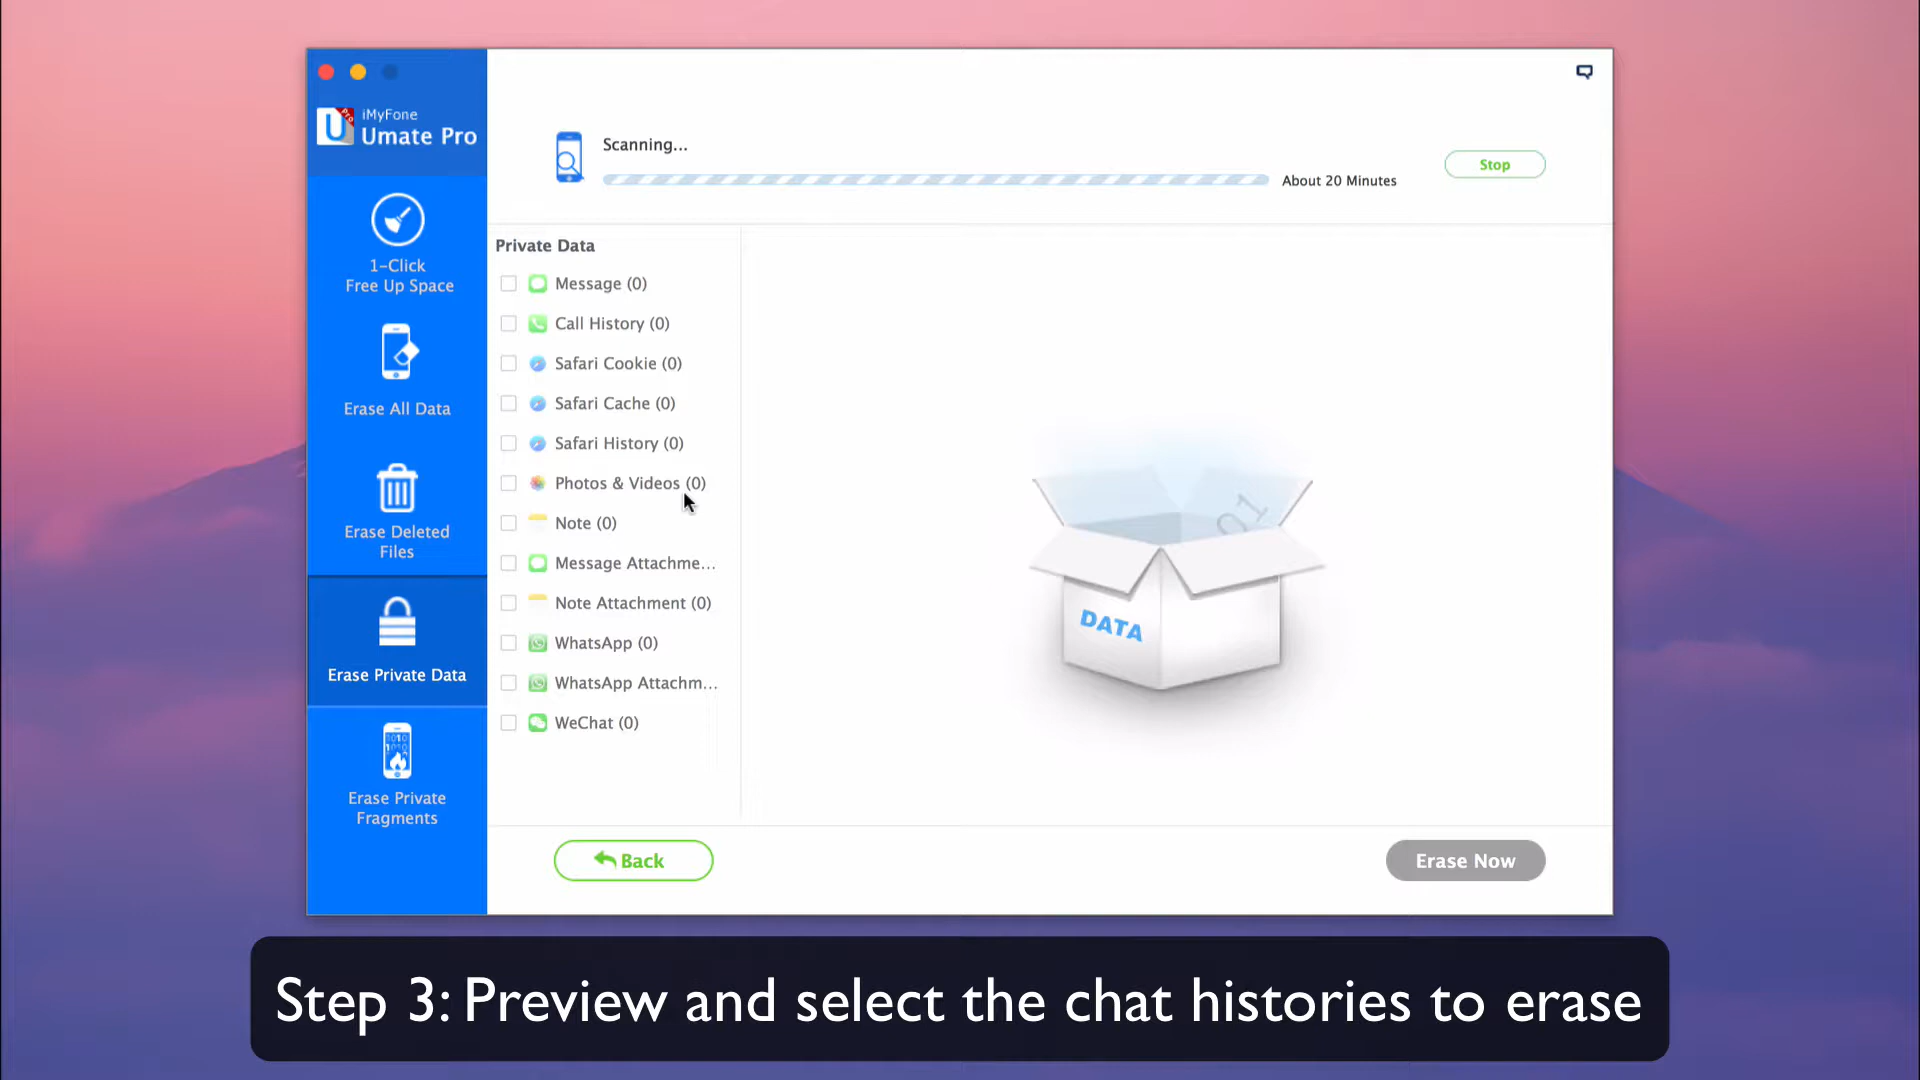 iMyFone
Umate Pro
Scanning...
About 20 Minutes
Stop
1-Click
Free Up Space
Erase All Data
Erase Deleted
Files
Erase Private Data
Erase Private
Fragments
Private Data
Message (0)
Call History (0)
Safari Cookie (0)
Safari Cache (0)
Safari History (0)
Photos & Videos (0)
Note (0)
Message Attachme...
Note Attachment (0)
WhatsApp (0)
WhatsApp Attachm...
WeChat (0)
01
DATA
Back
Erase Now
Step 3: Preview and select the chat histories to erase